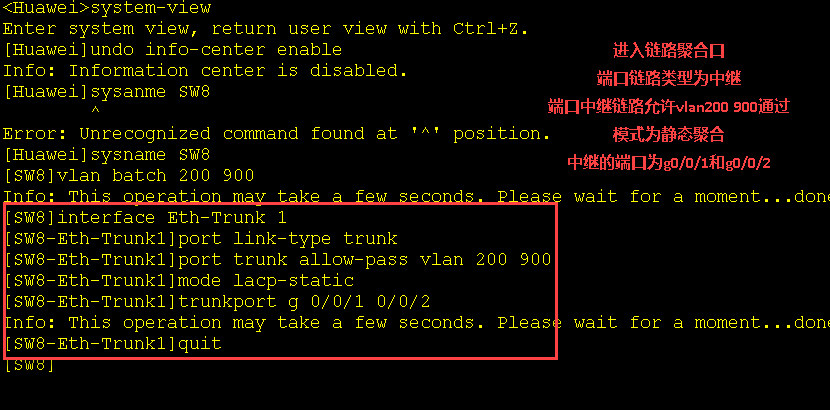 <Huawei>system-view
Enter system view, return user view with Ctrl+Z.
[Huawei]undo info-center enable
Info: Information center is disabled.
[Huawei]sysanme SW8
^
Error: Unrecognized command found at '^' position.
[Huawei]sysname SW8
[SW8]vlan batch 200 900
Info: This operation may take a few seconds. Please wait for a moment...done
[SW8]interface Eth-Trunk 1
[SW8-Eth-Trunk1]port link-type trunk
[SW8-Eth-Trunk1]port trunk allow-pass vlan 200 900
[SW8-Eth-Trunk1]mode lacp-static
[SW8-Eth-Trunk1]trunkport g 0/0/1 0/0/2
Info: This operation may take a few seconds. Please wait for a moment...done
[SW8-Eth-Trunk1]quit
[SW8]
进入链路聚合口
端口链路类型为中继
端口中继链路允许vlan200 900通过
模式为静态聚合
中继的端口为g0/0/1和g0/0/2